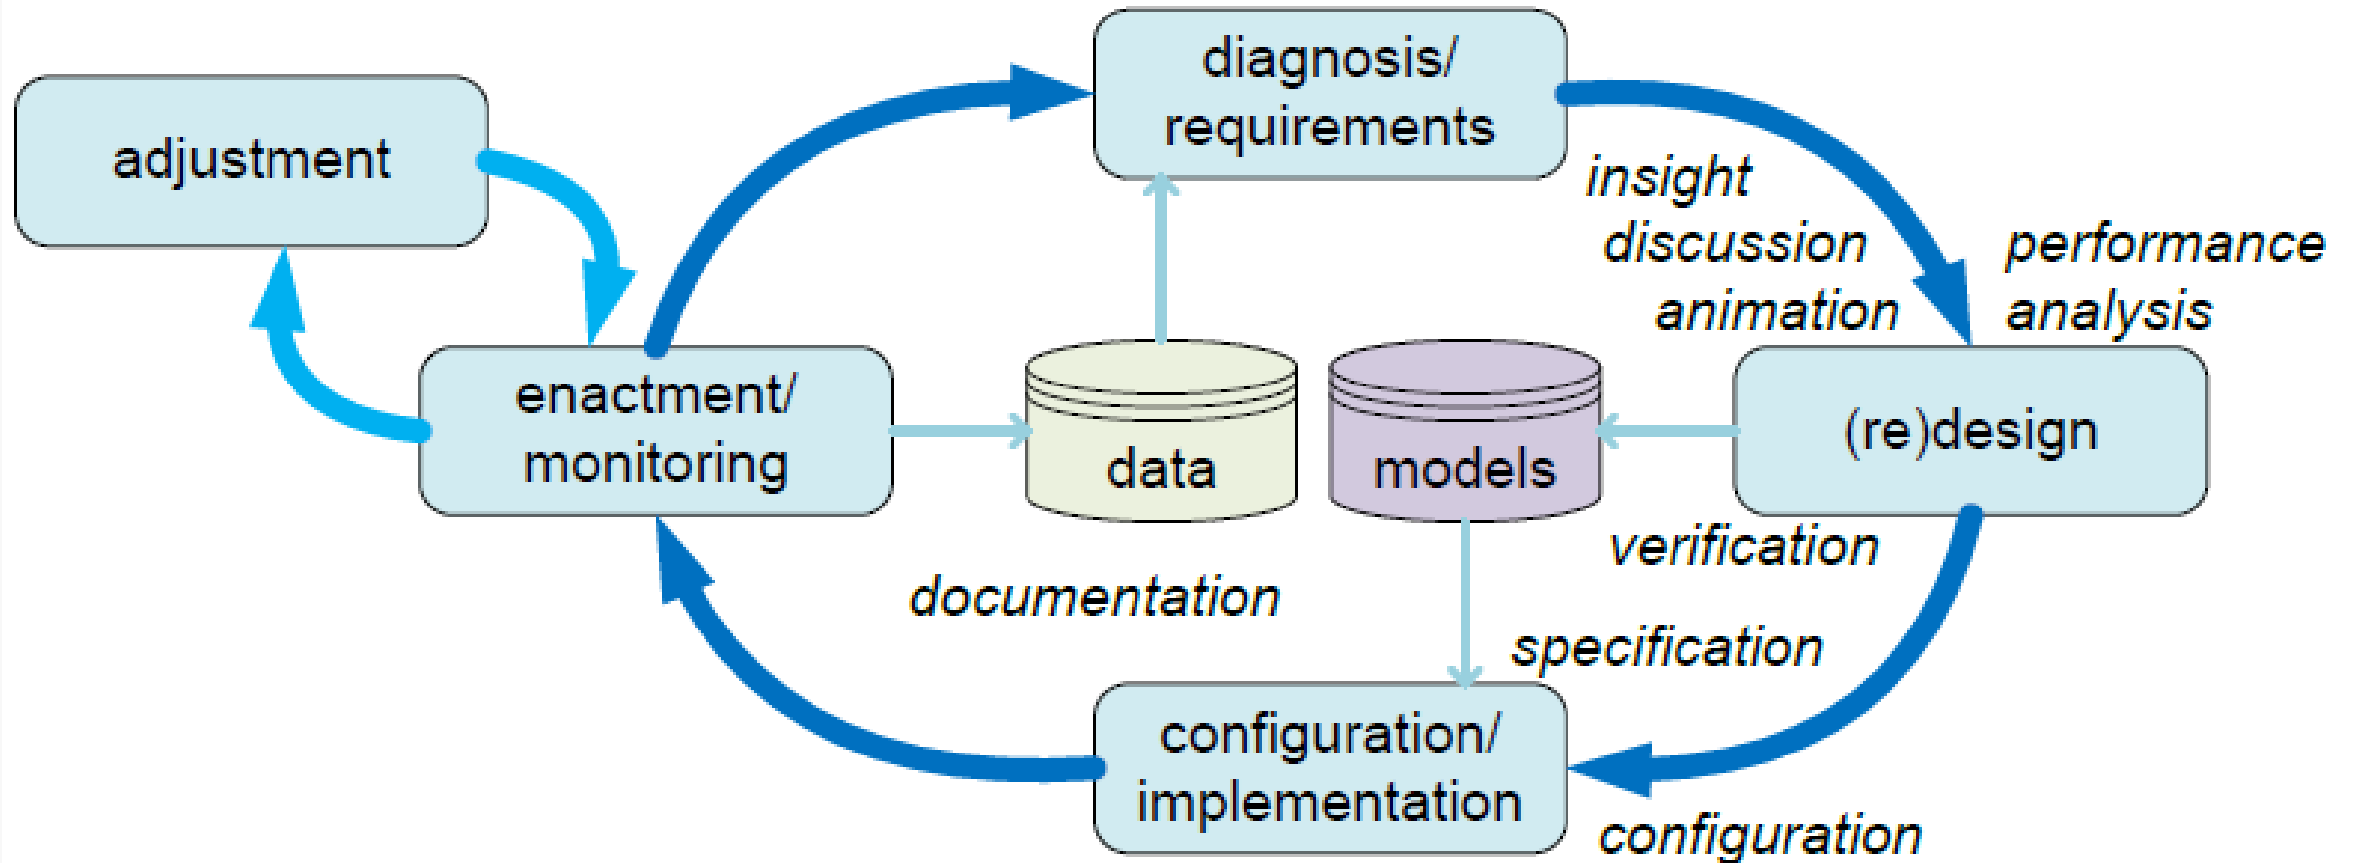 diagnosis/
requirements
adjustment
insight
discussion
animation
performance
analysis
enactment/
monitoring
data
models
(re)design
verification
documentation
specification
configuration/
implementation
configuration